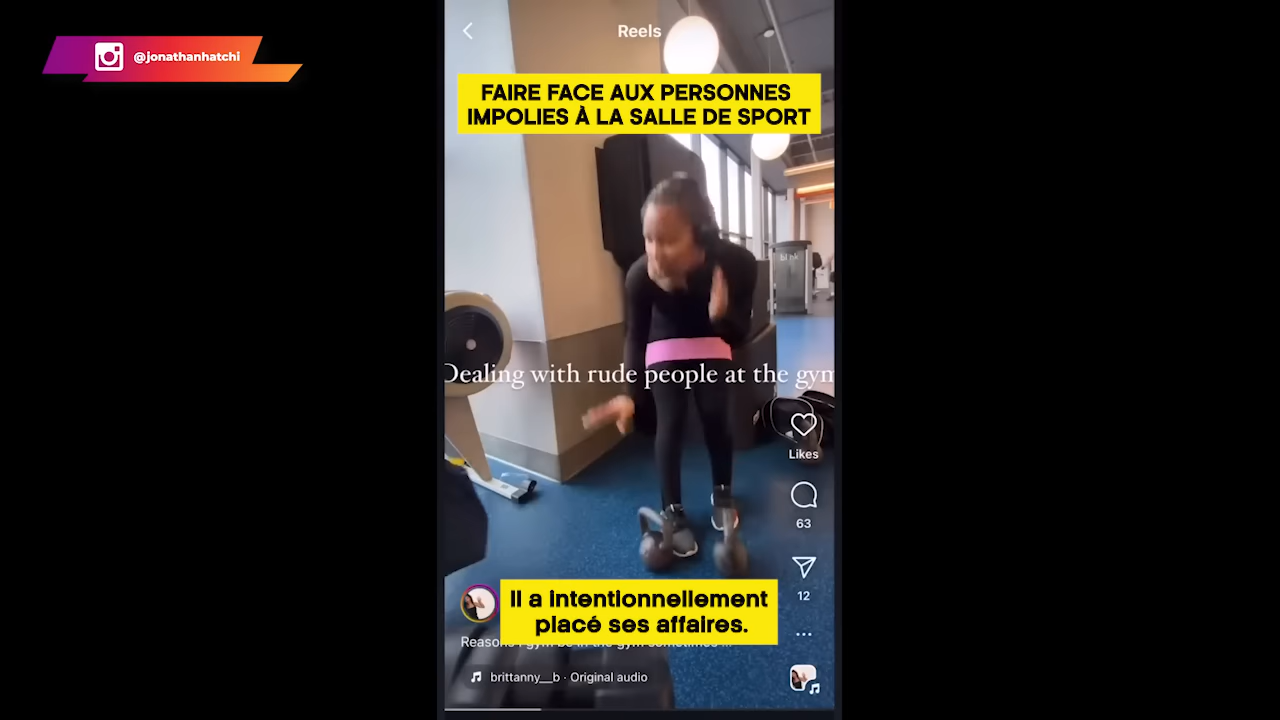 @jonathanhatchi
Reels
FAIRE FACE AUX PERSONNES
IMPOLIES À LA SALLE DE SPORT
Dealing with rude people at the gym
Likes
63
12
Il a intentionnellement
placé ses affaires.
brittanny__b · Original audio